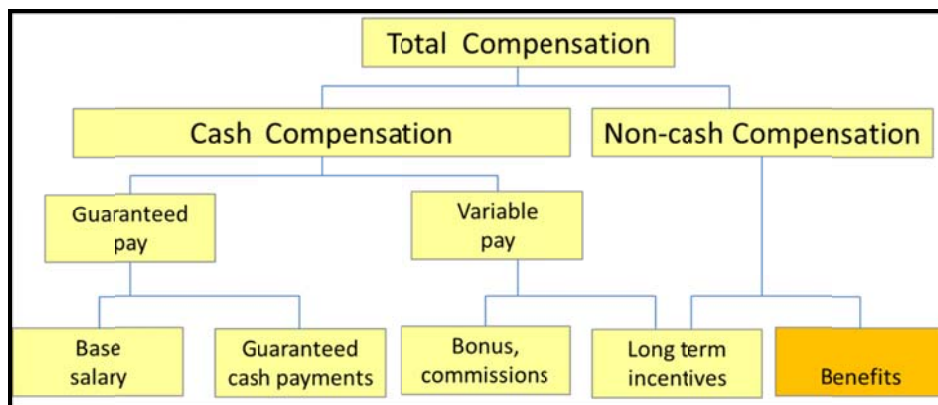 Total Compensation
Cash Compensation
Non-cash Compensation
Guaranteed
pay
Variable
pay
Base
salary
Guaranteed
cash payments
Bonus,
commissions
Long term
incentives
Benefits